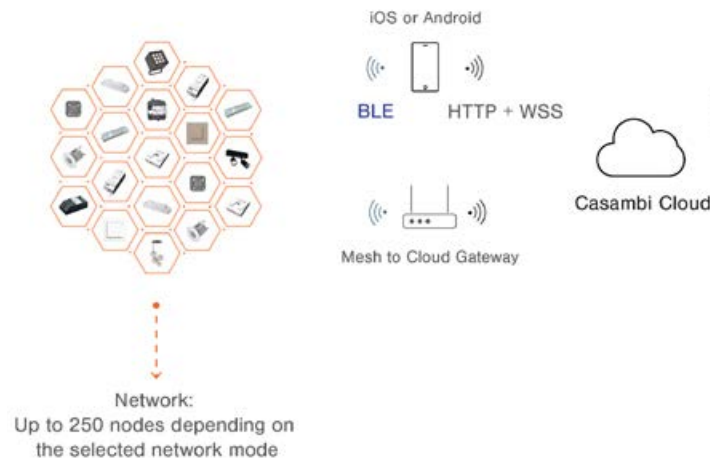 iOS or Android
BLE
HTTP + WSS
Casambi Cloud
Mesh to Cloud Gateway
Network:
Up to 250 nodes depending on
the selected network mode